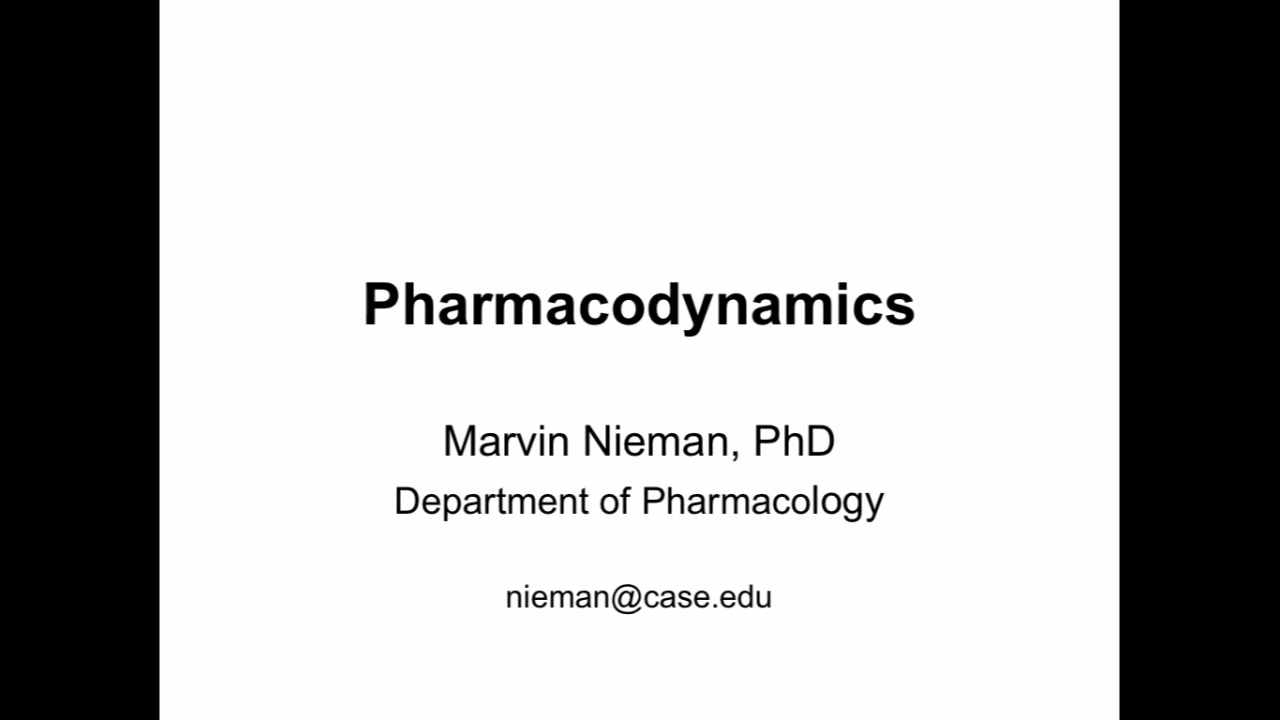 Pharmacodynamics
Marvin Nieman, PhD
Department of Pharmacology
nieman@case.edu